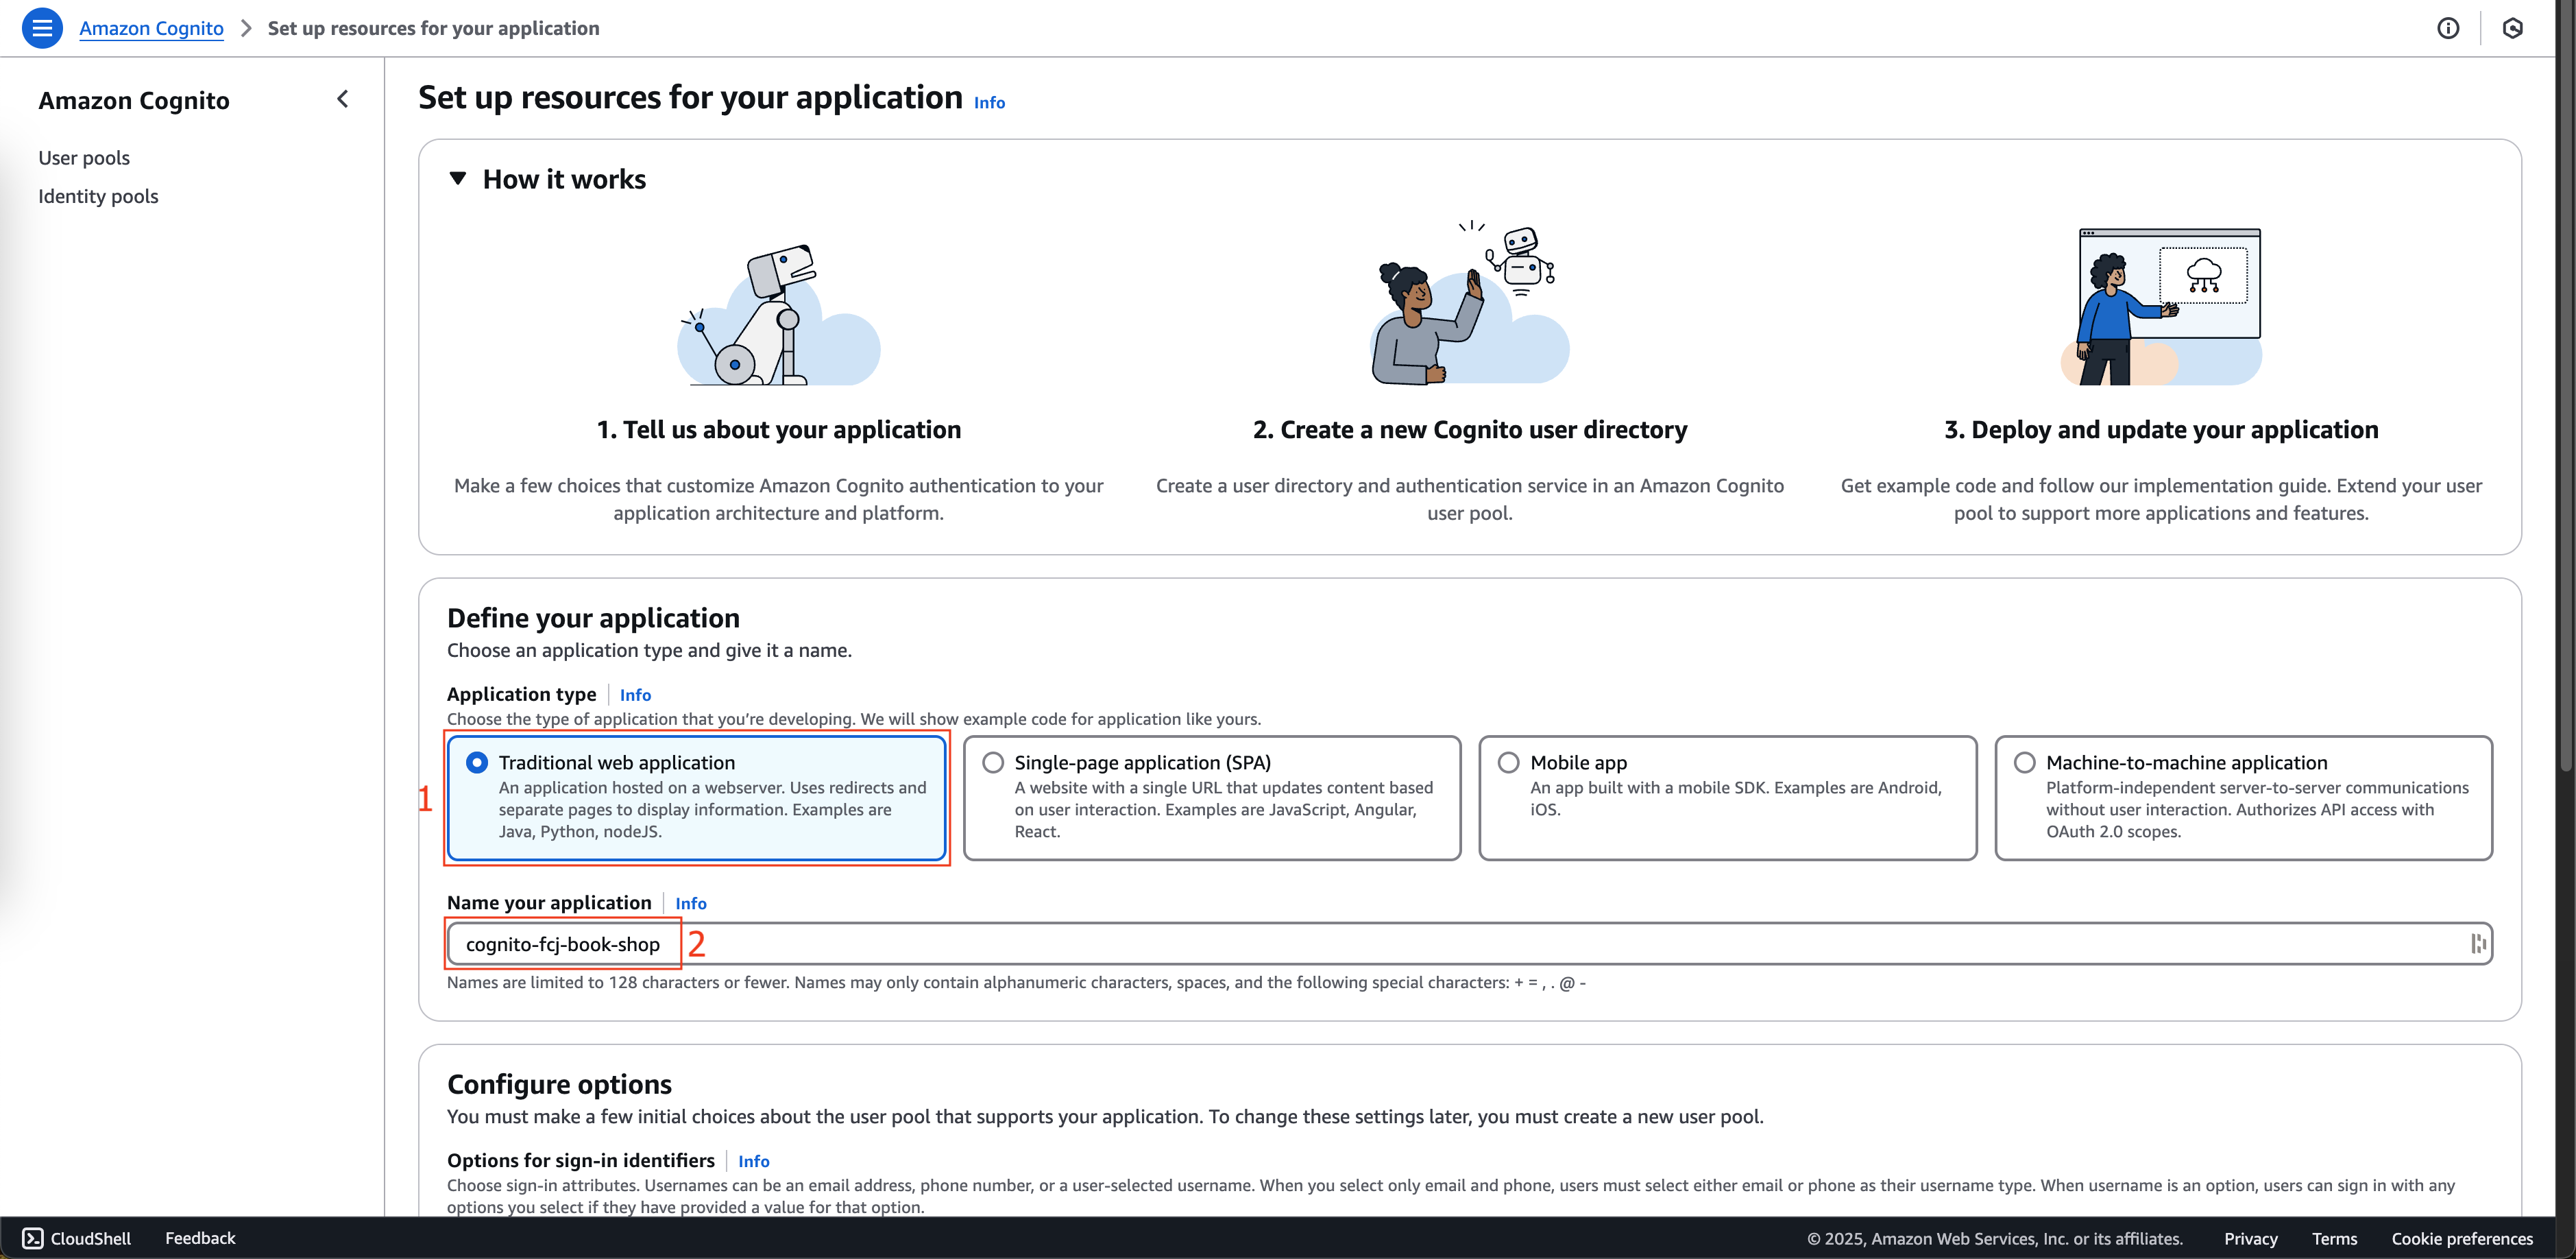 Amazon Cognito > Set up resources for your application
Amazon Cognito
User pools
Identity pools
Set up resources for your application Info
How it works
1. Tell us about your application
Make a few choices that customize Amazon Cognito authentication to your
application architecture and platform.
2. Create a new Cognito user directory
Create a user directory and authentication service in an Amazon Cognito
user pool.
3. Deploy and update your application
Get example code and follow our implementation guide. Extend your user
pool to support more applications and features.
Define your application
Choose an application type and give it a name.
Application type Info
Choose the type of application that you’re developing. We will show example code for application like yours.
1
Traditional web application
An application hosted on a webserver. Uses redirects and
separate pages to display information. Examples are
Java, Python, nodeJS.
Single-page application (SPA)
A website with a single URL that updates content based
on user interaction. Examples are JavaScript, Angular,
React.
Mobile app
An app built with a mobile SDK. Examples are Android,
iOS.
Machine-to-machine application
Platform-independent server-to-server communications
without user interaction. Authorizes API access with
OAuth 2.0 scopes.
Name your application Info
cognito-fcj-book-shop 2
Names are limited to 128 characters or fewer. Names may only contain alphanumeric characters, spaces, and the following special characters: + = , . @ -
Configure options
You must make a few initial choices about the user pool that supports your application. To change these settings later, you must create a new user pool.
Options for sign-in identifiers Info
Choose sign-in attributes. Usernames can be an email address, phone number, or a user-selected username. When you select only email and phone, users must select either email or phone as their username type. When username is an option, users can sign in with any
options you select if they have provided a value for that option.
CloudShell Feedback © 2025, Amazon Web Services, Inc. or its affiliates. Privacy Terms Cookie preferences